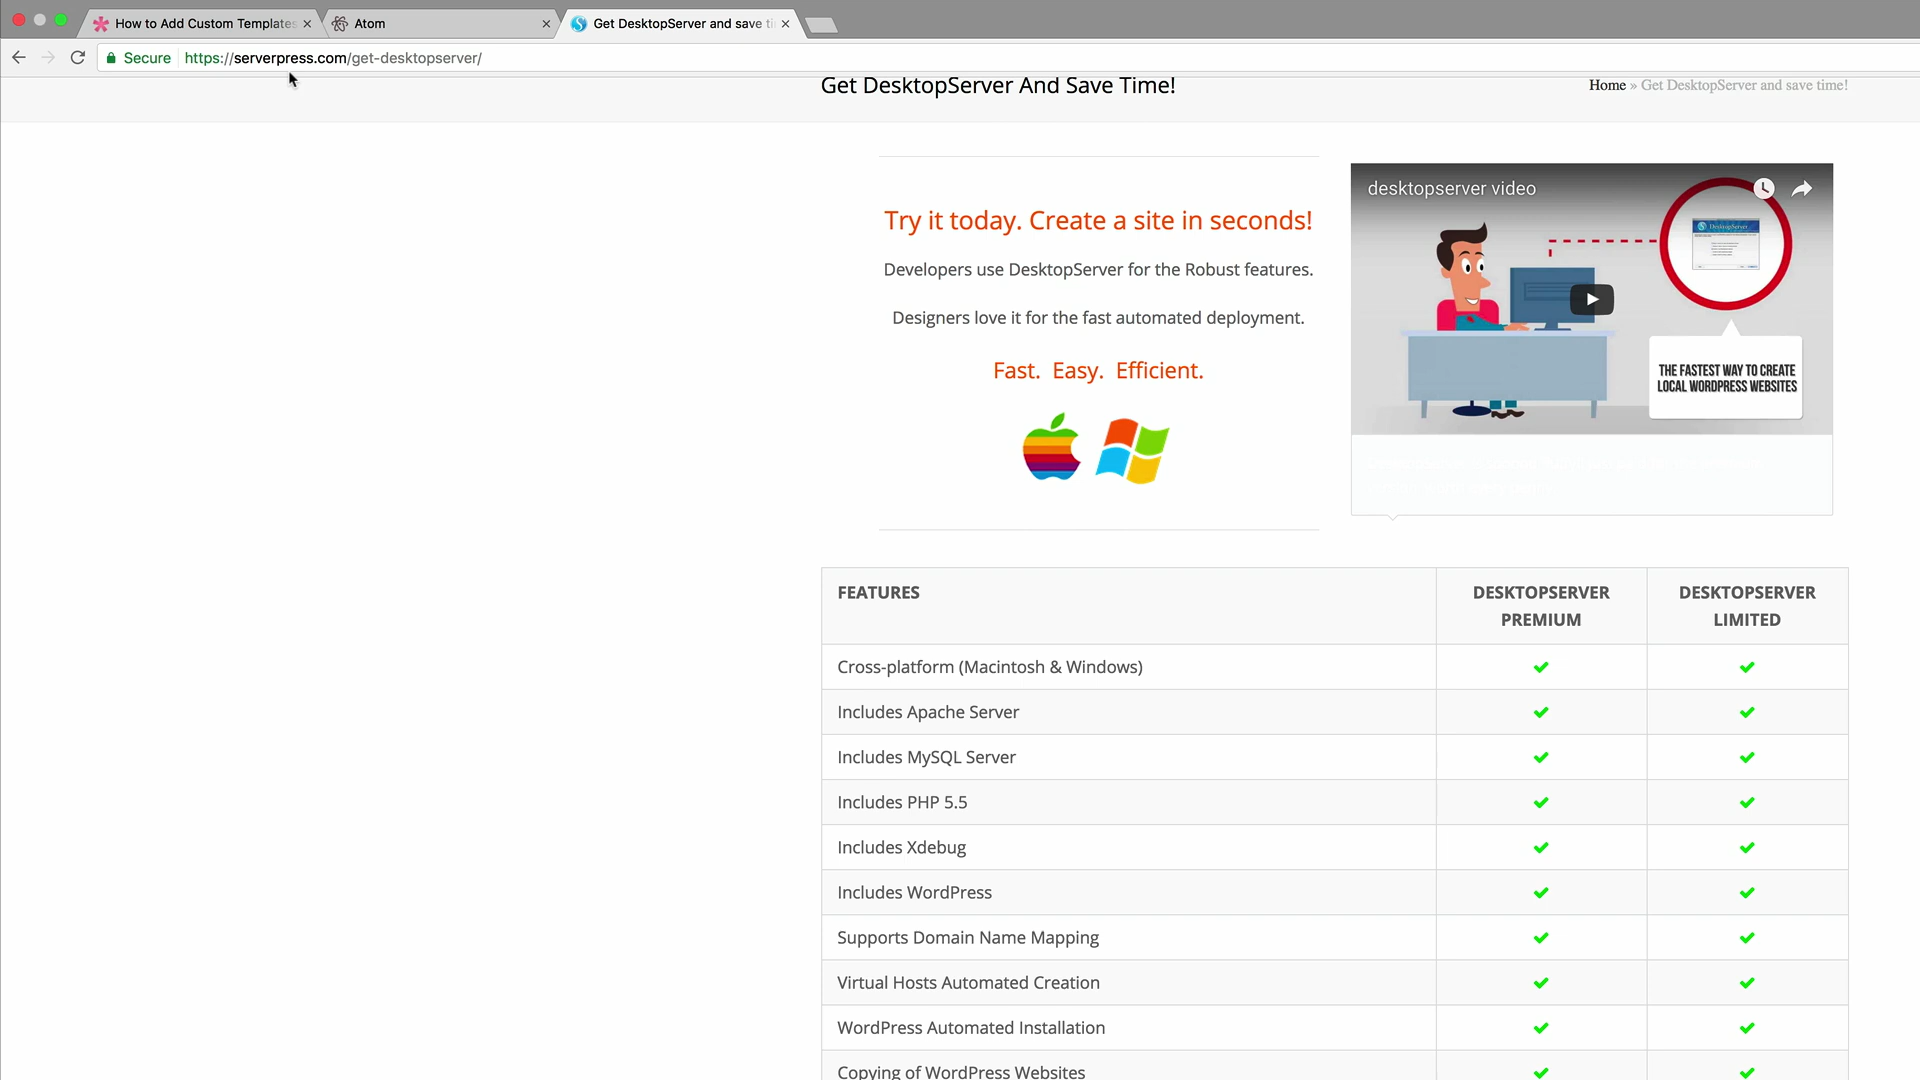 How to Add Custom Templates
Atom
Get DesktopServer and save ti
Secure
https://serverpress.com/get-desktopserver/
Get DesktopServer And Save Time!
Home » Get DesktopServer and save time!
Try it today. Create a site in seconds!
Developers use DesktopServer for the Robust features.
Designers love it for the fast automated deployment.
Fast. Easy. Efficient.
desktopserver video
DesktopServer
THE FASTEST WAY TO CREATE
LOCAL WORDPRESS WEBSITES
FEATURES
DESKTOPSERVER
PREMIUM
DESKTOPSERVER
LIMITED
Cross-platform (Macintosh & Windows)
Includes Apache Server
Includes MySQL Server
Includes PHP 5.5
Includes Xdebug
Includes WordPress
Supports Domain Name Mapping
Virtual Hosts Automated Creation
WordPress Automated Installation
Copying of WordPress Websites